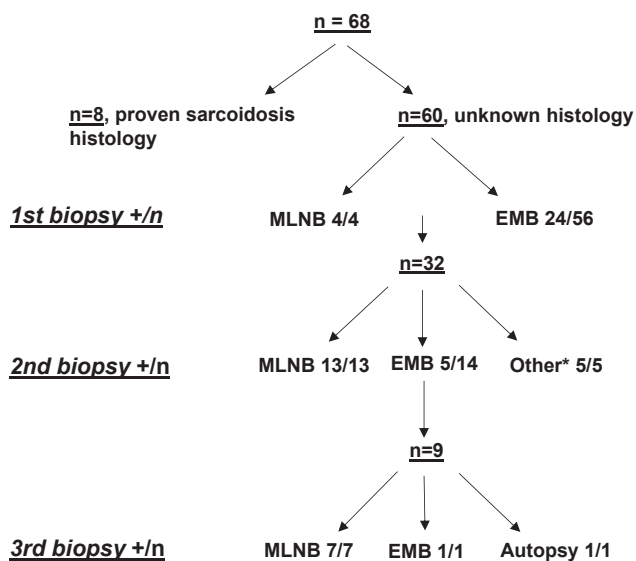 n = 68
n=8, proven sarcoidosis
histology
n=60, unknown histology
1st biopsy +/n
MLNB 4/4
EMB 24/56
n=32
2nd biopsy +/n
MLNB 13/13
EMB 5/14
Other* 5/5
n=9
3rd biopsy +/n
MLNB 7/7
EMB 1/1
Autopsy 1/1